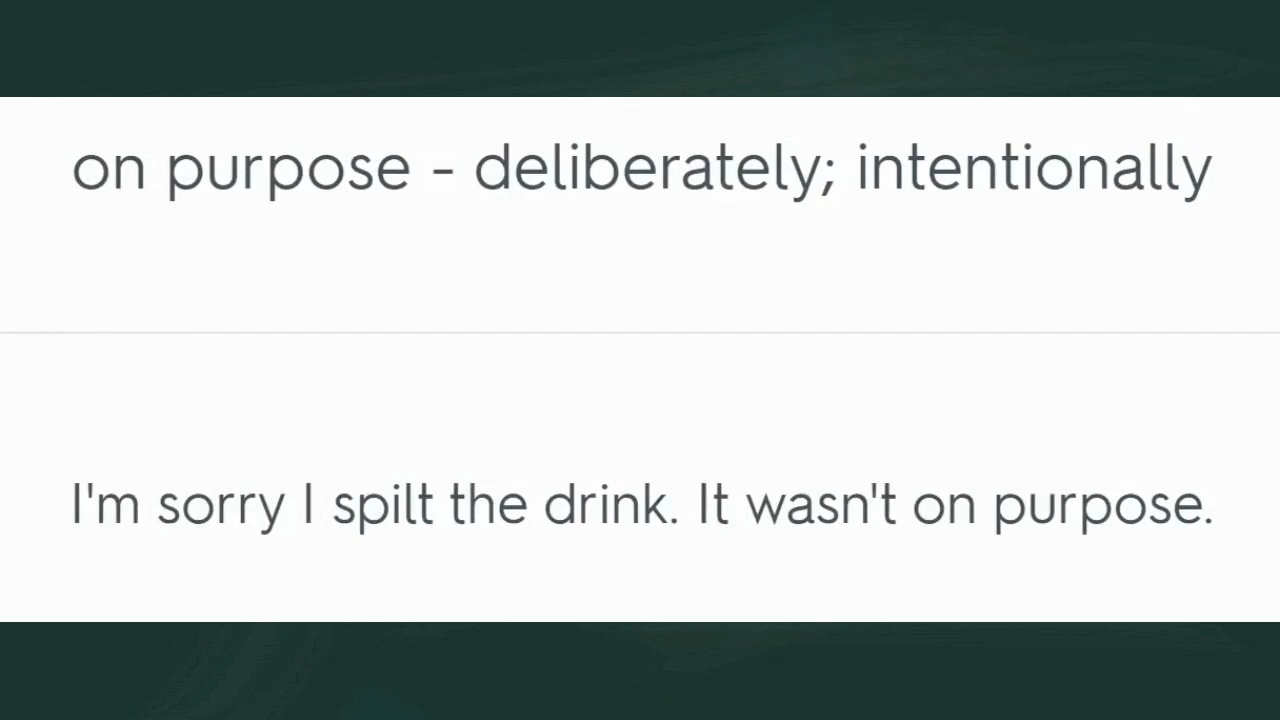 on purpose - deliberately; intentionally
I'm sorry I spilt the drink. It wasn't on purpose.